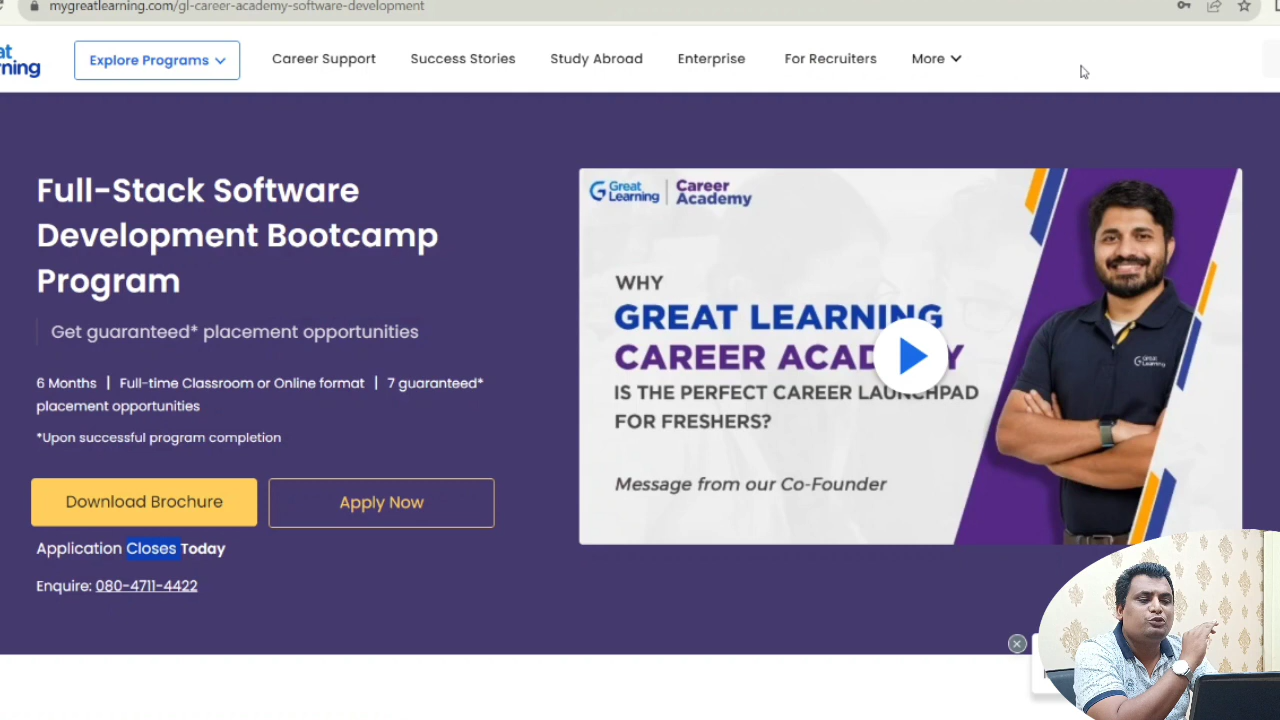 mygreatlearning.com/gl-career-academy-software-development
Explore Programs
Career Support
Success Stories
Study Abroad
Enterprise
For Recruiters
More
Full-Stack Software
Development Bootcamp
Program
Get guaranteed* placement opportunities
6 Months | Full-time Classroom or Online format | 7 guaranteed*
placement opportunities
*Upon successful program completion
Download Brochure
Apply Now
Application Closes Today
Enquire: 080-4711-4422
Great
Learning
Career
Academy
WHY
GREAT LEARNING
CAREER
IS THE PERFECT CAREER LAUNCHPAD
FOR FRESHERS?
Message from our Co-Founder
Great
Learning